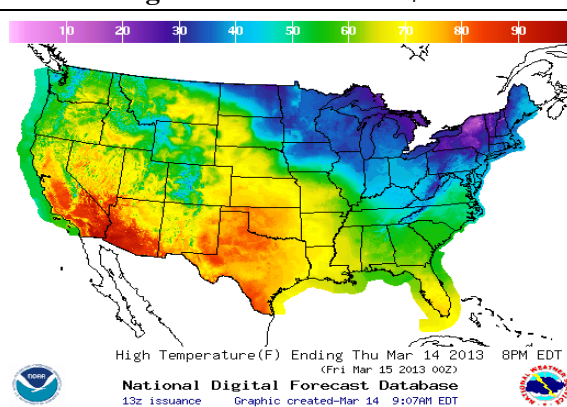 10 20 30 40 50 60 70 80 90
High Temperature(F) Ending Thu Mar 14 2013 8PM EDT
(Fri Mar 15 2013 00Z)
National Digital Forecast Database
13z issuance Graphic created-Mar 14 9:07AM EDT
NOAA